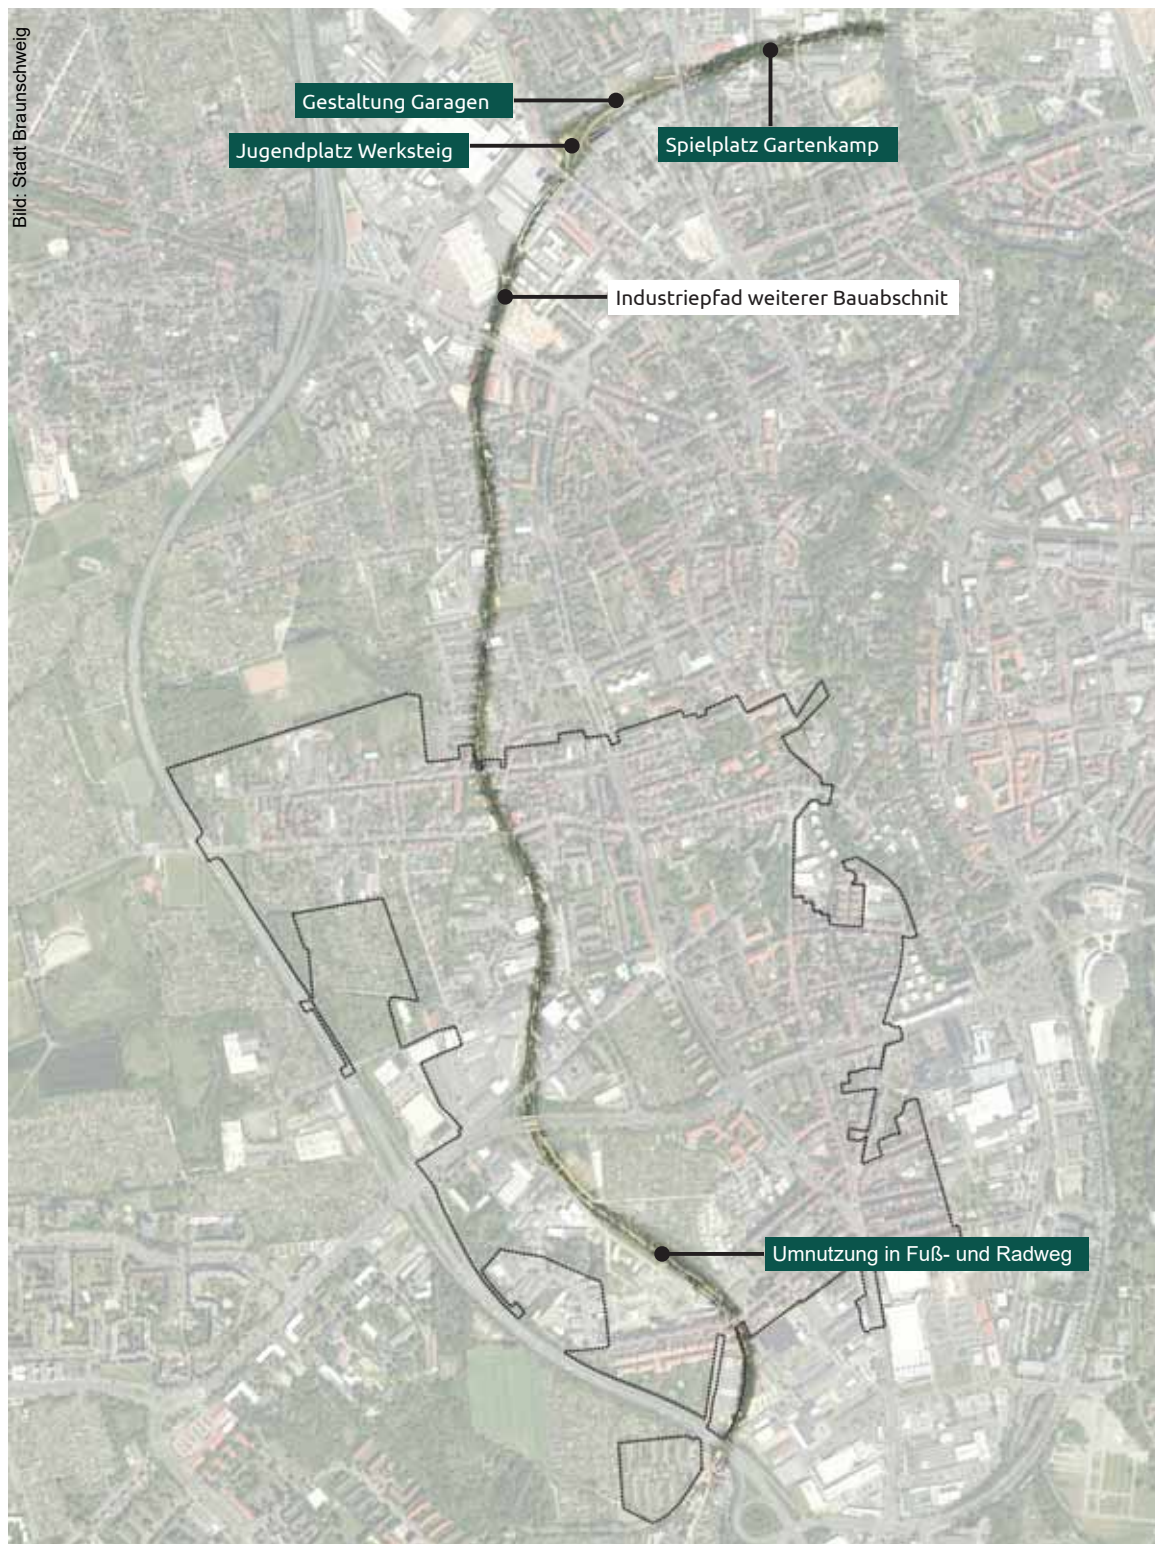 Bild: Stadt Braunschweig
Gestaltung Garagen
Jugendplatz Werksteig
Spielplatz Gartenkamp
Industriepfad weiterer Bauabschnit
Umnutzung in Fuß- und Radweg